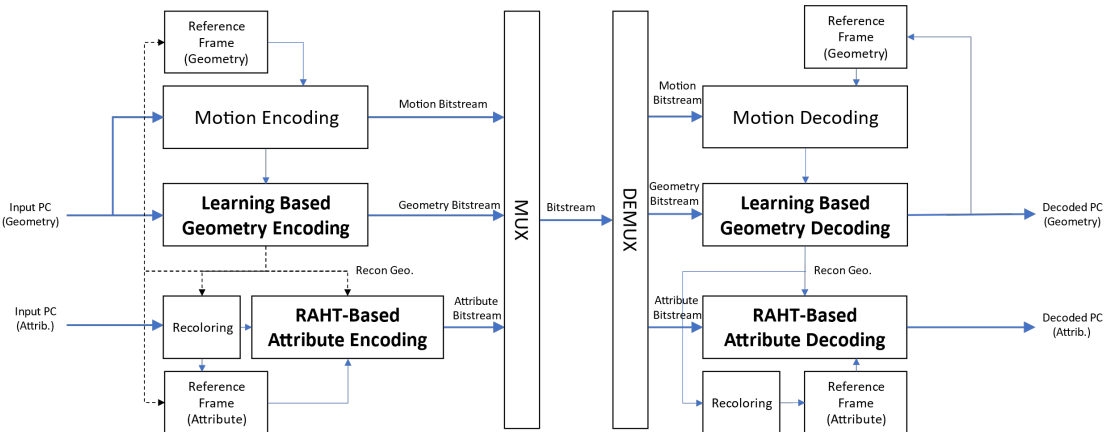 Reference
Frame
(Geometry)
Motion Encoding
Motion Bitstream
Input PC
(Geometry)
Learning Based
Geometry Encoding
Geometry Bitstream
Recon Geo.
Input PC
(Attrib.)
Recoloring
RAHT-Based
Attribute Encoding
Attribute
Bitstream
Reference
Frame
(Attribute)
MUX
Bitstream
DEMUX
Reference
Frame
(Geometry)
Motion
Bitstream
Motion Decoding
Geometry
Bitstream
Learning Based
Geometry Decoding
Decoded PC
(Geometry)
Recon Geo.
Attribute
Bitstream
RAHT-Based
Attribute Decoding
Decoded PC
(Attrib.)
Recoloring
Reference
Frame
(Attribute)